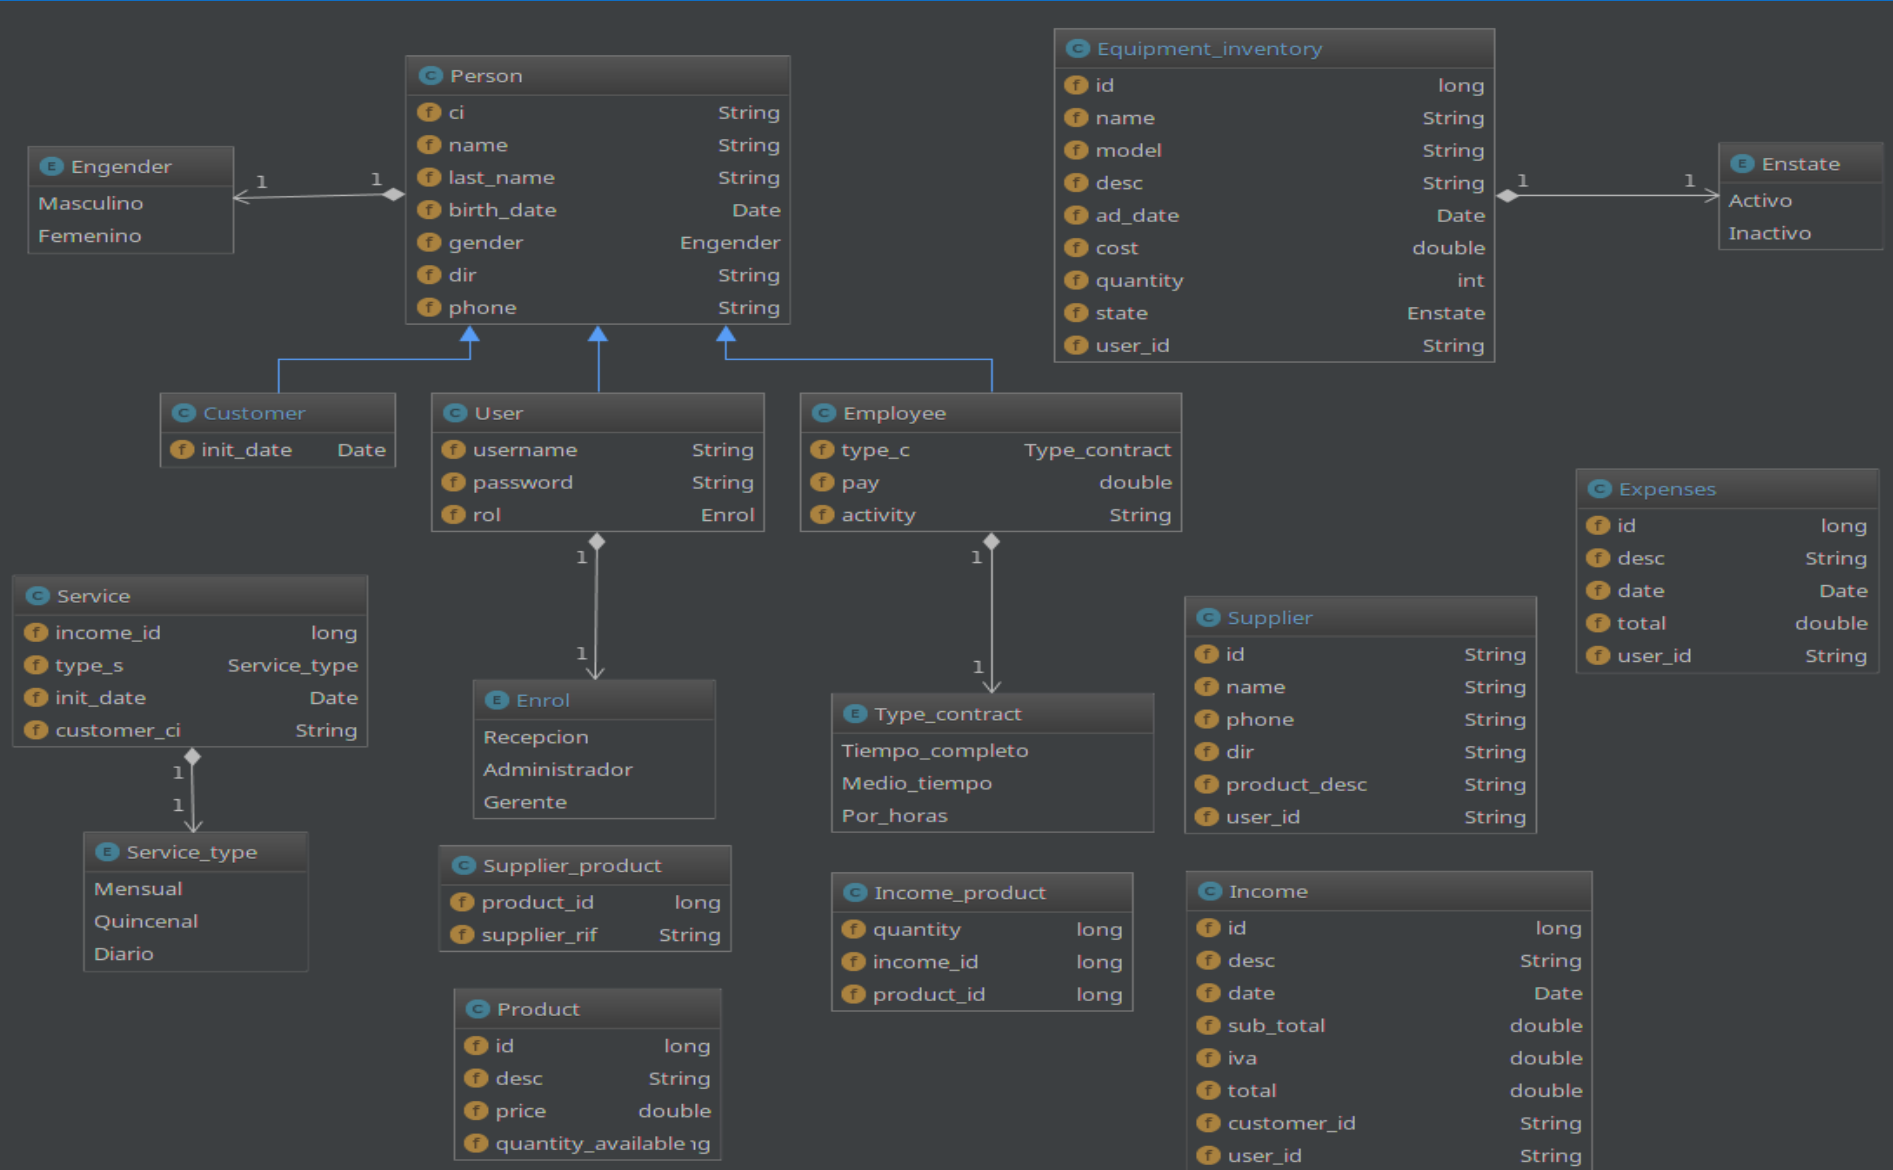 Person
ci String
name String
last_name String
birth_date Date
gender Engender
dir String
phone String
Equipment_inventory
id long
name String
model String
desc String
ad_date Date
cost double
quantity int
state Enstate
user_id String
Engender
Masculino
Femenino
1 1
Enstate
Activo
Inactivo
1 1
Customer
init_date Date
User
username String
password String
rol Enrol
Employee
type_c Type_contract
pay double
activity String
1
1
1
1
Expenses
id long
desc String
date Date
total double
user_id String
Service
income_id long
type_s Service_type
init_date Date
customer_ci String
1
1
Service_type
Mensual
Quincenal
Diario
Enrol
Recepcion
Administrador
Gerente
Type_contract
Tiempo_completo
Medio_tiempo
Por_horas
Supplier
id String
name String
phone String
dir String
product_desc String
user_id String
Supplier_product
product_id long
supplier_rif String
Income_product
quantity long
income_id long
product_id long
Income
id long
desc String
date Date
sub_total double
iva double
total double
customer_id String
user_id String
Product
id long
desc String
price double
quantity_available